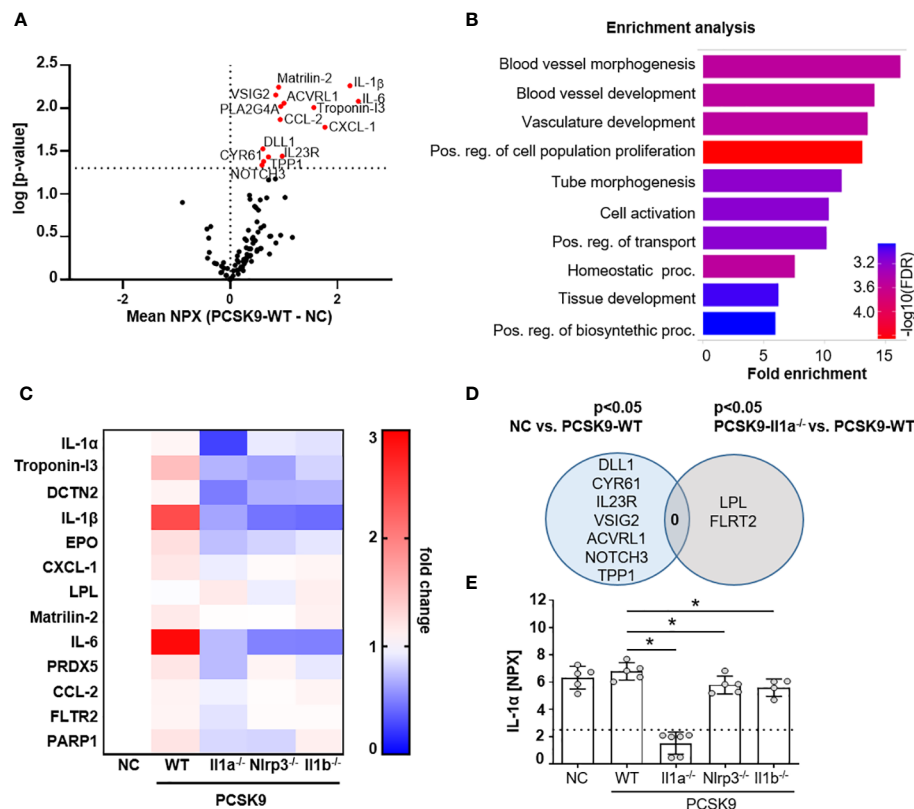 A
2.5
2.0
1.5
1.0
0.5
0
log [p-value]
Matrilin-2
IL-1β
VSIG2
ACVRL1
IL-6
PLA2G4A
Troponin-I3
CCL-2
CXCL-1
DLL1
CYR61
IL23R
TPP1
NOTCH3
-2
0
2
Mean NPX (PCSK9-WT - NC)
B
Enrichment analysis
Blood vessel morphogenesis
Blood vessel development
Vasculature development
Pos. reg. of cell population proliferation
Tube morphogenesis
Cell activation
Pos. reg. of transport
Homeostatic proc.
Tissue development
Pos. reg. of biosyntethic proc.
3.2
3.6
4.0
-log10(FDR)
0
5
10
15
Fold enrichment
C
IL-1α
Troponin-I3
DCTN2
IL-1β
EPO
CXCL-1
LPL
Matrilin-2
IL-6
PRDX5
CCL-2
FLTR2
PARP1
NC
WT
Il1a-/-
Nlrp3-/-
Il1b-/-
PCSK9
3
2
1
0
fold change
D
p<0.05
NC vs. PCSK9-WT
p<0.05
PCSK9-Il1a-/- vs. PCSK9-WT
DLL1
CYR61
IL23R
VSIG2
ACVRL1
NOTCH3
TPP1
0
LPL
FLRT2
E
12
10
8
6
4
2
0
IL-1α [NPX]
*
*
*
NC
WT
Il1a-/-
Nlrp3-/-
Il1b-/-
PCSK9